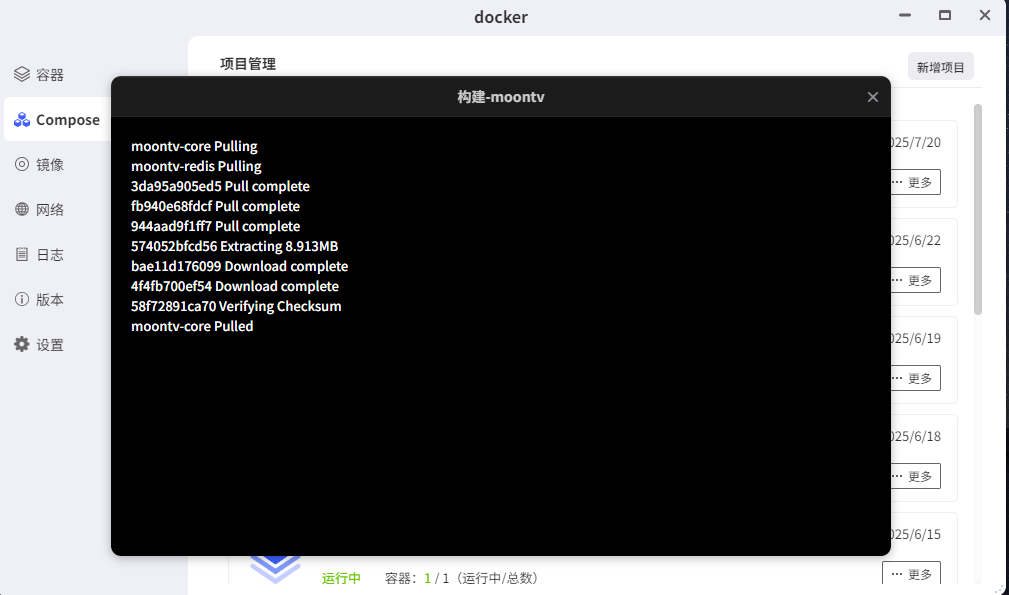 docker
容器
Compose
镜像
网络
日志
版本
设置
项目管理
新增项目
构建-moontv
moontv-core Pulling
moontv-redis Pulling
3da95a905ed5 Pull complete
fb940e68fdcf Pull complete
944aad9f1ff7 Pull complete
574052bfcd56 Extracting 8.913MB
bae11d176099 Download complete
4f4fb700ef54 Download complete
58f72891ca70 Verifying Checksum
moontv-core Pulled
025/7/20
··· 更多
025/6/22
··· 更多
025/6/19
··· 更多
025/6/18
··· 更多
025/6/15
运行中 容器：1 / 1（运行中/总数）
··· 更多